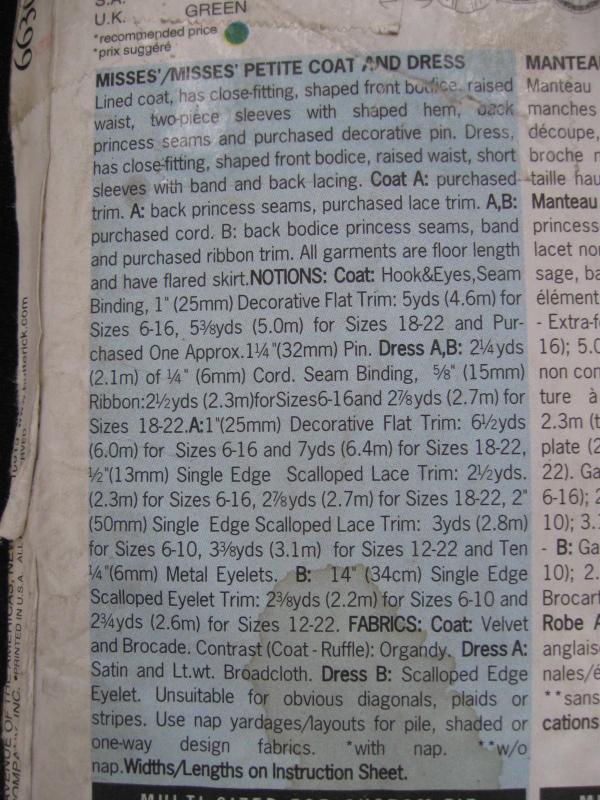 S.A.
U.K. GREEN
*recommended price
*prix suggéré
663
MISSES'/MISSES' PETITE COAT AND DRESS
Lined coat, has close-fitting, shaped front bodice, raised
waist, two-piece sleeves with shaped hem, back
princess seams and purchased decorative pin. Dress,
has close-fitting, shaped front bodice, raised waist, short
sleeves with band and back lacing. Coat A: purchased
trim. A: back princess seams, purchased lace trim. A,B:
purchased cord. B: back bodice princess seams, band
and purchased ribbon trim. All garments are floor length
and have flared skirt.NOTIONS: Coat: Hook&Eyes,Seam
Binding, 1" (25mm) Decorative Flat Trim: 5yds (4.6m) for
Sizes 6-16, 5⅜yds (5.0m) for Sizes 18-22 and Pur-
chased One Approx.1¼"(32mm) Pin. Dress A,B: 2¼yds
(2.1m) of ¼" (6mm) Cord. Seam Binding, ⅝" (15mm)
Ribbon:2½yds (2.3m)forSizes6-16and 2⅞yds (2.7m) for
Sizes 18-22.A:1"(25mm) Decorative Flat Trim: 6½yds
(6.0m) for Sizes 6-16 and 7yds (6.4m) for Sizes 18-22,
½"(13mm) Single Edge Scalloped Lace Trim: 2½yds.
(2.3m) for Sizes 6-16, 2⅞yds (2.7m) for Sizes 18-22, 2"
(50mm) Single Edge Scalloped Lace Trim: 3yds (2.8m)
for Sizes 6-10, 3⅜yds (3.1m) for Sizes 12-22 and Ten
¼"(6mm) Metal Eyelets. B: 14" (34cm) Single Edge
Scalloped Eyelet Trim: 2⅜yds (2.2m) for Sizes 6-10 and
2¾yds (2.6m) for Sizes 12-22. FABRICS: Coat: Velvet
and Brocade. Contrast (Coat - Ruffle): Organdy. Dress A:
Satin and Lt.wt. Broadcloth. Dress B: Scalloped Edge
Eyelet. Unsuitable for obvious diagonals, plaids or
stripes. Use nap yardages/layouts for pile, shaded or
one-way design fabrics. *with nap. **w/o
nap.Widths/Lengths on Instruction Sheet.
MANTEA
Manteau
manches
découpe,
broche
taille hau
Manteau
princess
lacet no
sage, ba
élément
- Extra-f
16); 5.0
non con
ture à
2.3m (t
plate (2
22). Ga
6-16); 2
10); 3.
- B: Ga
10); 2.
Brocart
Robe A
anglais
nales/é
**sans
cations
AVENUE OF THE AMERICAS, NEW
INC. •PRINTED IN U.S.A.